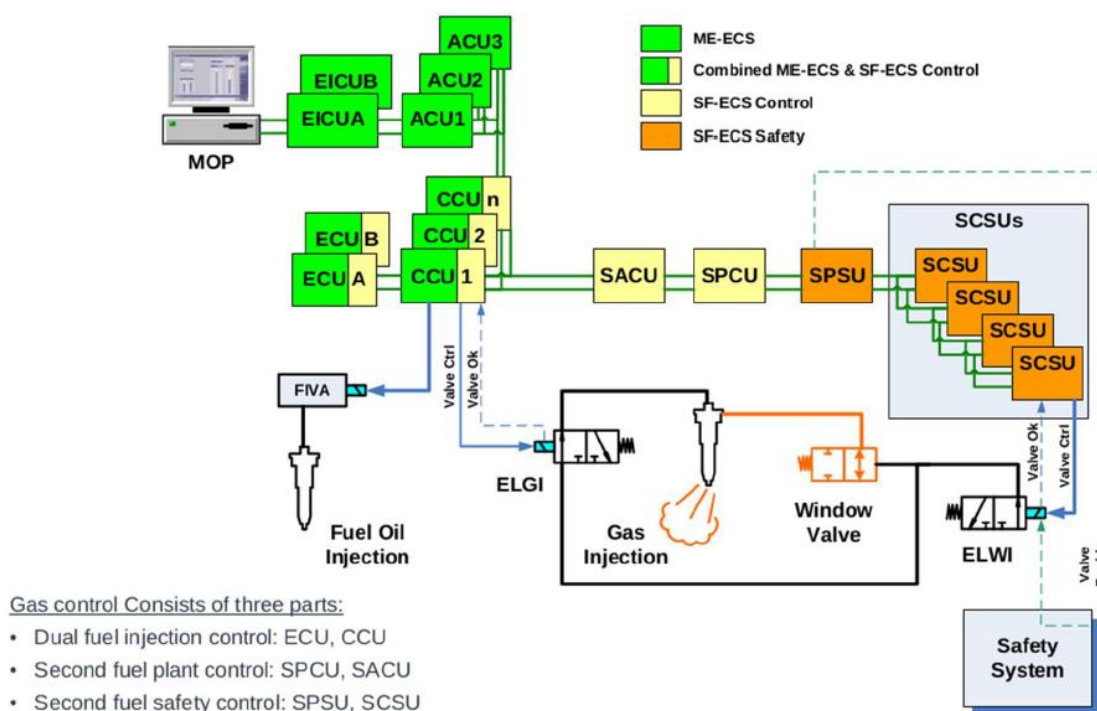 ACU3
ME-ECS
ACU2
Combined ME-ECS & SF-ECS Control
EICUB
EICUA
ACU1
SF-ECS Control
SF-ECS Safety
MOP
CCU n
SCSUs
ECU B
CCU 2
ECU A
CCU 1
SACU
SPCU
SPSU
SCSU
SCSU
SCSU
SCSU
Valve Ctrl
Valve Ok
FIVA
Valve Ok
Valve Ctrl
ELGI
Fuel Oil
Injection
Gas
Injection
Window
Valve
ELWI
Valve
Safety
System
Gas control Consists of three parts:
• Dual fuel injection control: ECU, CCU
• Second fuel plant control: SPCU, SACU
• Second fuel safety control: SPSU, SCSU